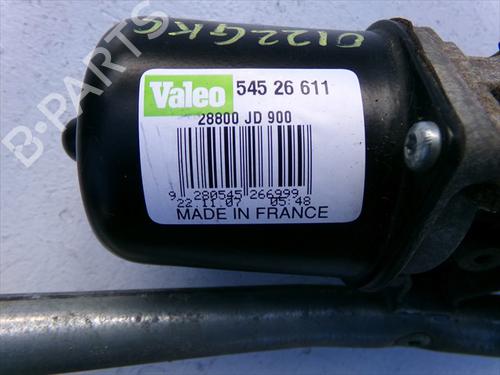 0122GKS
B-PARTS
Valeo 545 26 611
28800 JD 900
9 280545 266999
22.11.07 05:48
MADE IN FRANCE